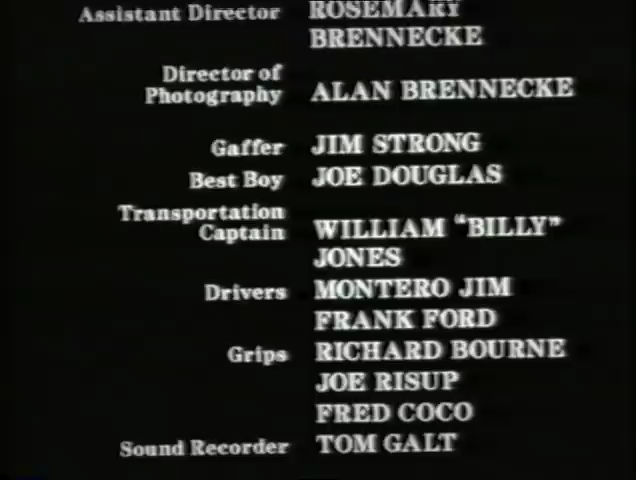 Assistant Director ROSEMARY
BRENNECKE
Director of
Photography ALAN BRENNECKE
Gaffer JIM STRONG
Best Boy JOE DOUGLAS
Transportation
Captain WILLIAM "BILLY"
JONES
Drivers MONTERO JIM
FRANK FORD
Grips RICHARD BOURNE
JOE RISUP
FRED COCO
Sound Recorder TOM GALT